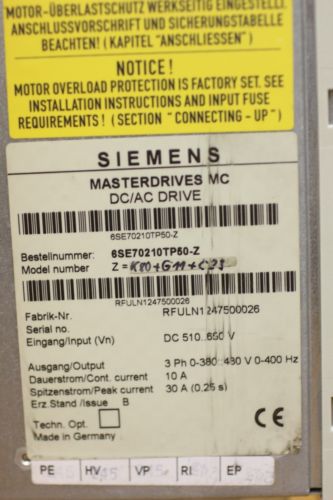 MOTOR-ÜBERLASTSCHUTZ WERKSEITIG EINGESTELLT.
ANSCHLUSSVORSCHRIFT UND SICHERUNGSTABELLE
BEACHTEN! (KAPITEL "ANSCHLIESSEN")
NOTICE!
MOTOR OVERLOAD PROTECTION IS FACTORY SET. SEE
INSTALLATION INSTRUCTIONS AND INPUT FUSE
REQUIREMENTS! (SECTION "CONNECTING-UP")
SIEMENS
MASTERDRIVES MC
DC/AC DRIVE
6SE70210TP50-Z
Bestellnummer: 6SE70210TP50-Z
Model number Z=K80+G11+C23
RFULN1247500026
Fabrik-Nr. RFULN1247500026
Serial no.
Eingang/Input (Vn) DC 510..650 V
Ausgang/Output 3 Ph 0-380..480 V 0-400 Hz
Dauerstrom/Cont. current 10 A
Spitzenstrom/Peak current 30 A (0.25 s)
Erz.Stand /Issue B
Techn. Opt.
Made in Germany
CE
PE HV VP RI EP